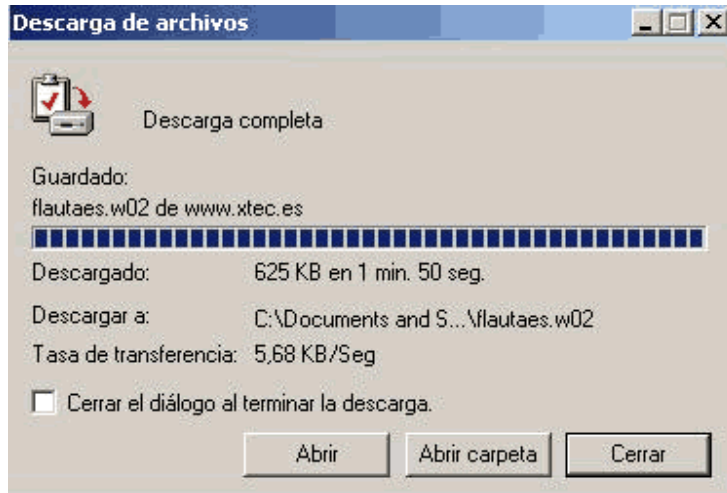 Descarga de archivos
Descarga completa
Guardado:
flautaes.w02 de www.xtec.es
Descargado: 625 KB en 1 min. 50 seg.
Descargar a: C:\Documents and S...\flautaes.w02
Tasa de transferencia: 5,68 KB/Seg
Cerrar el diálogo al terminar la descarga.
Abrir Abrir carpeta Cerrar